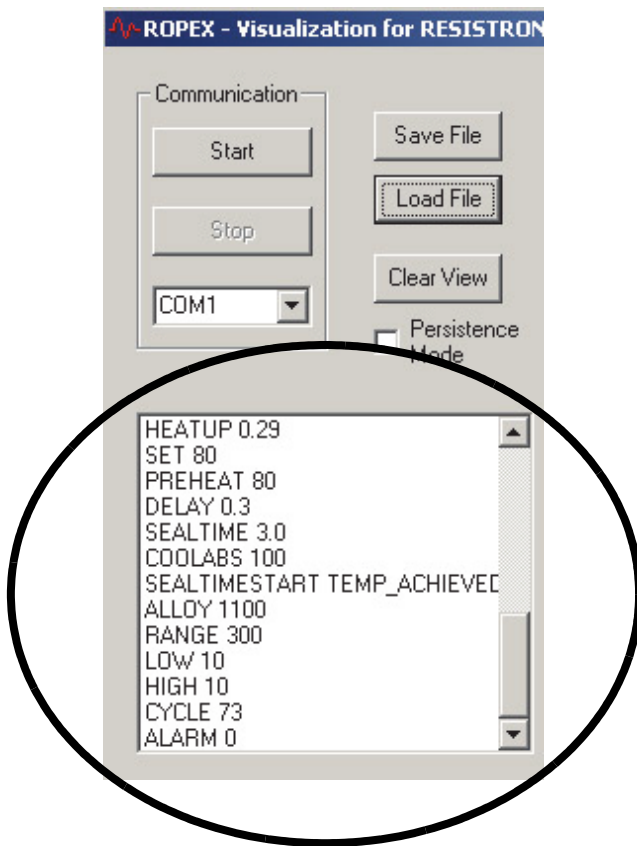 ROPEX - Visualization for RESISTRON
Communication
Start
Stop
COM1
Save File
Load File
Clear View
Persistence
Mode
HEATUP 0.29
SET 80
PREHEAT 80
DELAY 0.3
SEALTIME 3.0
COOLABS 100
SEALTIMESTART TEMP_ACHIEVED
ALLOY 1100
RANGE 300
LOW 10
HIGH 10
CYCLE 73
ALARM 0